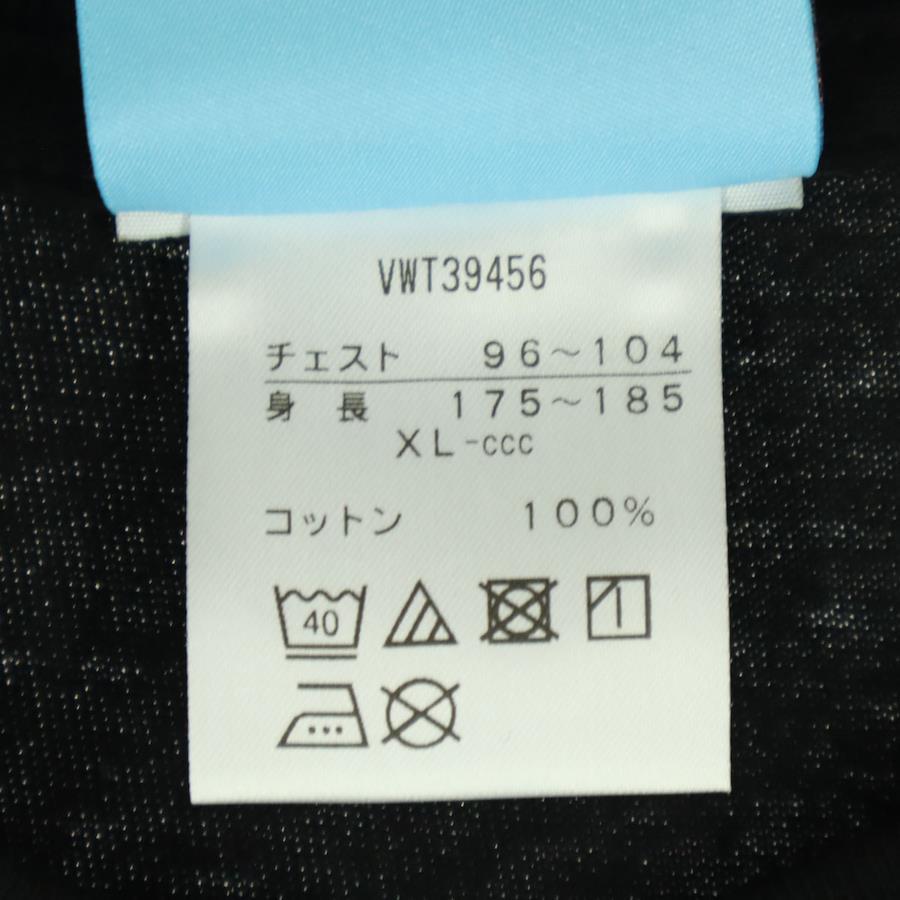 VWT39456
チェスト 96～104
身長 175～185
XL-ccc
コットン 100%
40